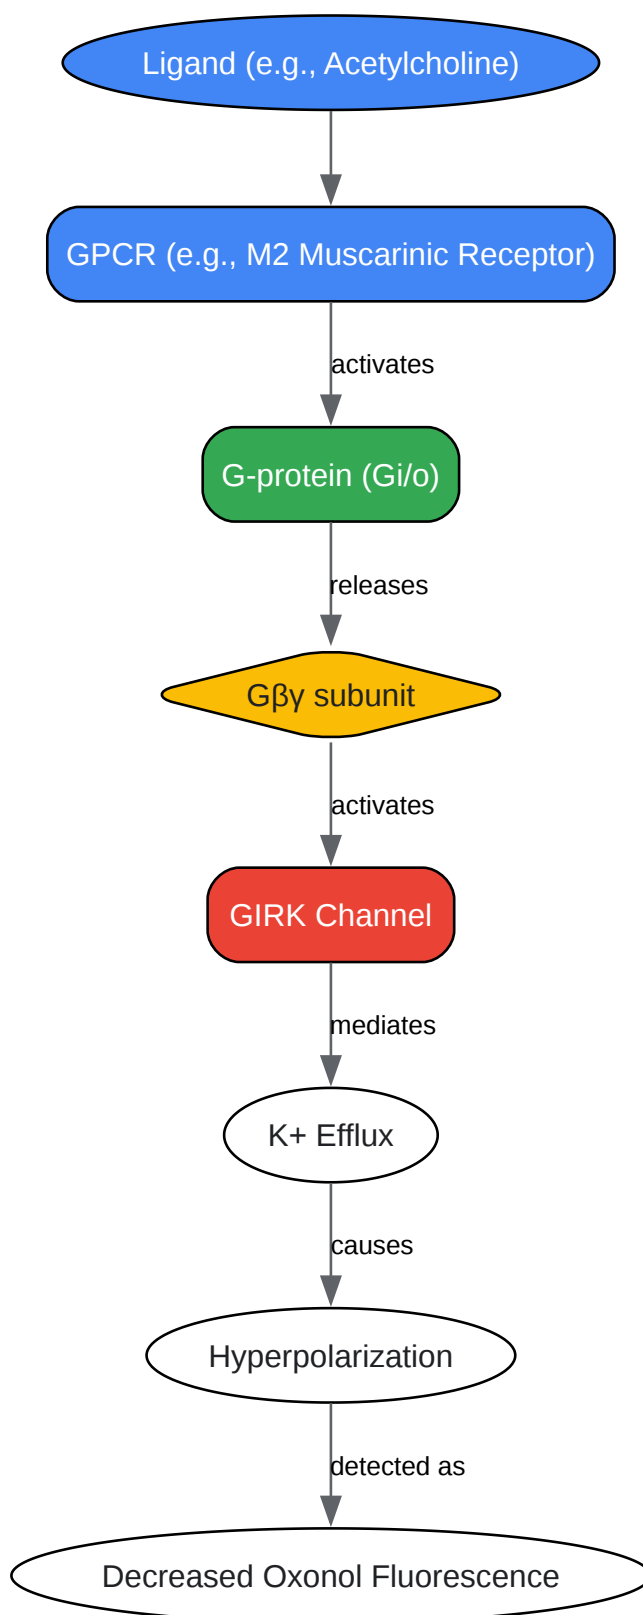 Ligand (e.g., Acetylcholine)
GPCR (e.g., M2 Muscarinic Receptor)
activates
G-protein (Gi/o)
releases
Gβγ subunit
activates
GIRK Channel
mediates
K+ Efflux
causes
Hyperpolarization
detected as
Decreased Oxonol Fluorescence